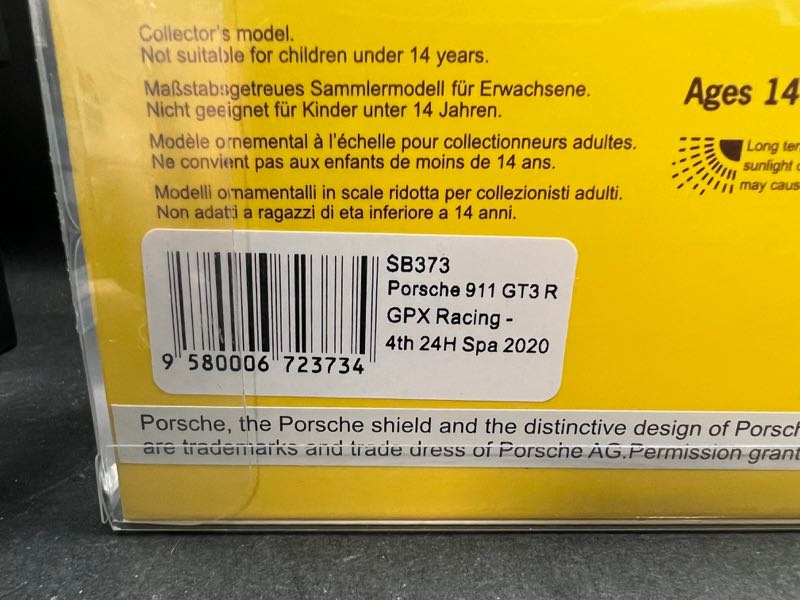 Collector's model.
Not suitable for children under 14 years.
Maßstabsgetreues Sammlermodell für Erwachsene.
Nicht geeignet für Kinder unter 14 Jahren.
Modèle ornemental à l'échelle pour collectionneurs adultes.
Ne convient pas aux enfants de moins de 14 ans.
Modelli ornamentalli in scale ridotta per collezionisti adulti.
Non adatti a ragazzi di eta inferiore a 14 anni.
Ages 14
Long ter
sunlight
may caus
SB373
Porsche 911 GT3 R
GPX Racing -
4th 24H Spa 2020
9 580006 723734
Porsche, the Porsche shield and the distinctive design of Porsch
are trademarks and trade dress of Porsche AG.Permission grant